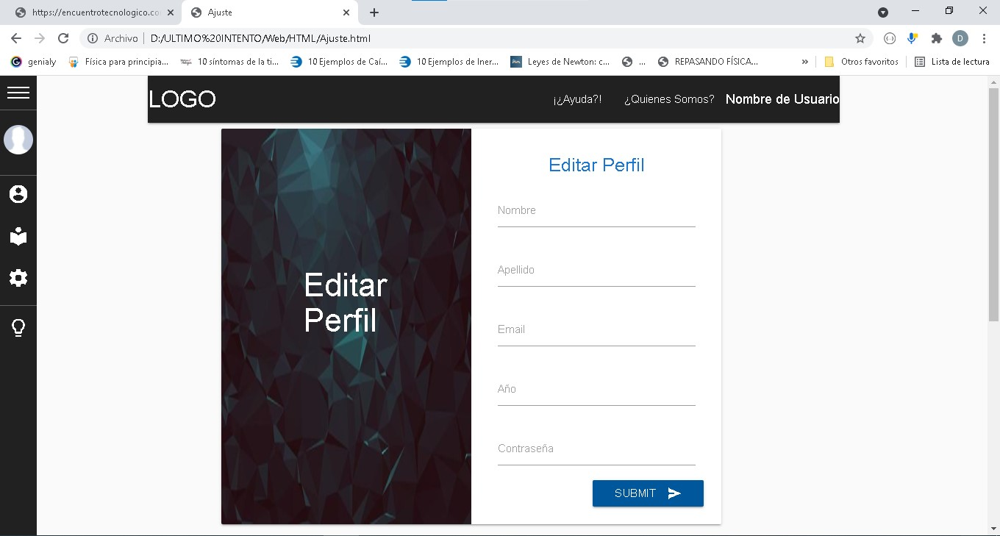 https://encuentrotecnologico.co
Ajuste
Archivo
D:/ULTIMO%20INTENTO/Web/HTML/Ajuste.html
D
genialy
Física para principia...
10 síntomas de la ti...
10 Ejemplos de Caí...
10 Ejemplos de Iner...
Leyes de Newton: c...
...
REPASANDO FÍSICA...
»
Otros favoritos
Lista de lectura
LOGO
¡¿Ayuda?!
¿Quienes Somos?
Nombre de Usuario
Editar
Perfil
Editar Perfil
Nombre
Apellido
Email
Año
Contraseña
SUBMIT